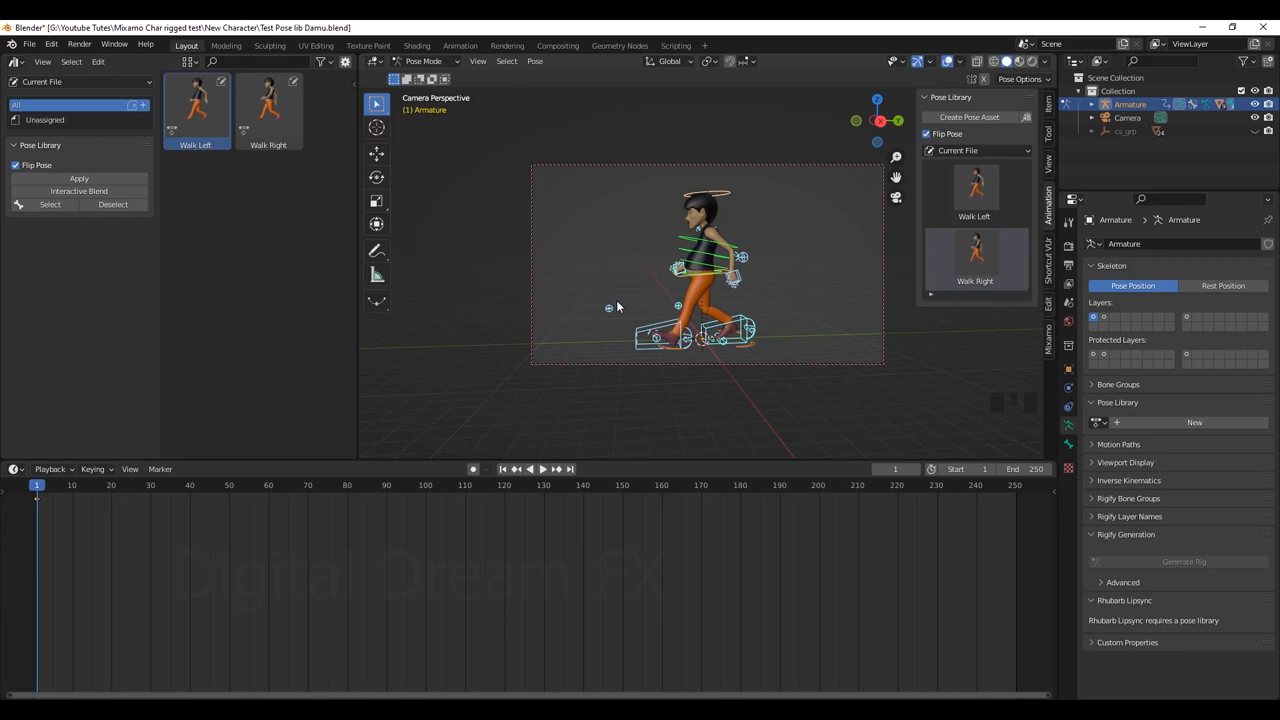 Blender* [G:\Youtube Tutes\Mixamo Char rigged test\New Character\Test Pose lib Damu.blend]
File Edit Render Window Help Layout Modeling Sculpting UV Editing Texture Paint Shading Animation Rendering Compositing Geometry Nodes Scripting + Scene ViewLayer
View Select Edit
Pose Mode View Select Pose Global
Current File
Pose Options
All
Unassigned
Pose Library
Flip Pose
Apply
Interactive Blend
Select Deselect
Walk Left Walk Right
Camera Perspective
(1) Armature
Z
X
Y
Pose Library
Create Pose Asset
Flip Pose
Current File
Walk Left
Walk Right
Item
Tool
View
Animation
Shortcut VUr
Edit
Mixamo
Scene Collection
Collection
Armature
Camera
cs_grp
Armature Armature
Armature
Skeleton
Pose Position Rest Position
Layers:
Protected Layers:
Bone Groups
Pose Library
New
Motion Paths
Viewport Display
Inverse Kinematics
Rigify Bone Groups
Rigify Layer Names
Rigify Generation
Generate Rig
Advanced
Rhubarb Lipsync
Rhubarb Lipsync requires a pose library
Custom Properties
Playback Keying View Marker 1 Start 1 End 250
1 10 20 30 40 50 60 70 80 90 100 110 120 130 140 150 160 170 180 190 200 210 220 230 240 250
Digital Dream FX